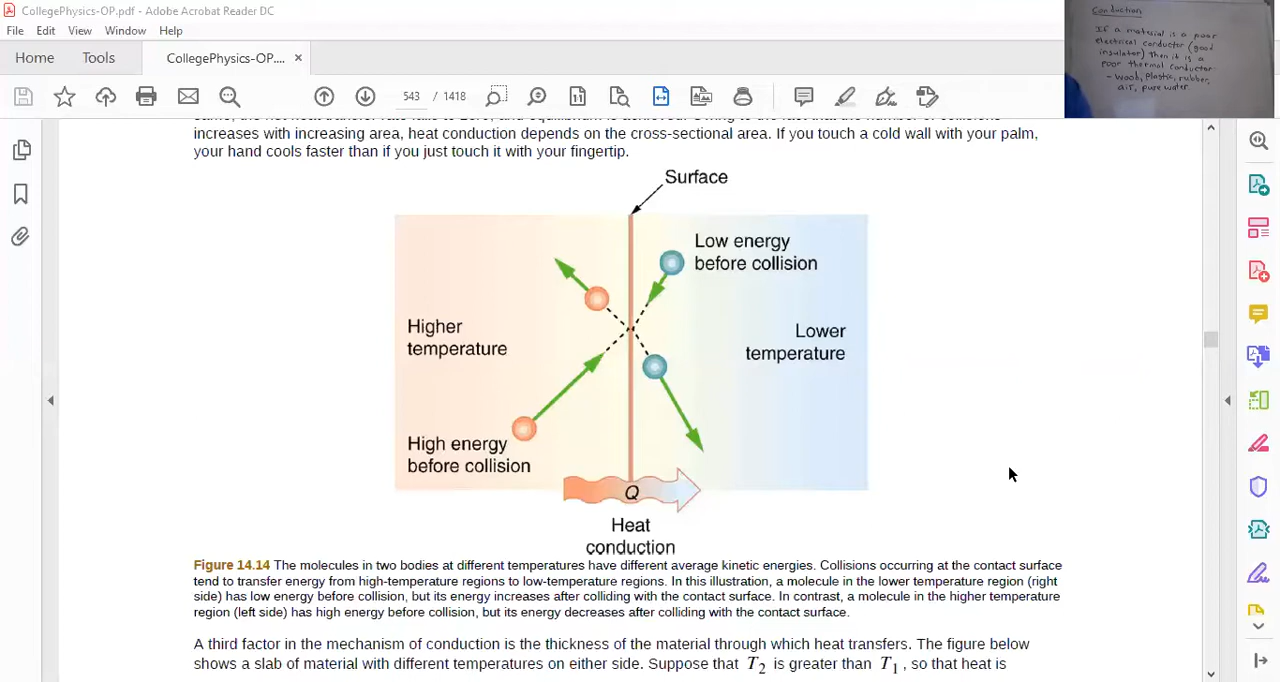 CollegePhysics-OP.pdf - Adobe Acrobat Reader DC
File Edit View Window Help
Home Tools CollegePhysics-OP.... ×
543 / 1418
Conduction
If a material is a poor
electrical conductor (good
insulator) Then it is a
poor thermal conductor
- wood, plastic, rubber,
air, pure water
increases with increasing area, heat conduction depends on the cross-sectional area. If you touch a cold wall with your palm,
your hand cools faster than if you just touch it with your fingertip.
Surface
Low energy
before collision
Higher
temperature
Lower
temperature
High energy
before collision
Q
Heat
conduction
Figure 14.14 The molecules in two bodies at different temperatures have different average kinetic energies. Collisions occurring at the contact surface
tend to transfer energy from high-temperature regions to low-temperature regions. In this illustration, a molecule in the lower temperature region (right
side) has low energy before collision, but its energy increases after colliding with the contact surface. In contrast, a molecule in the higher temperature
region (left side) has high energy before collision, but its energy decreases after colliding with the contact surface.
A third factor in the mechanism of conduction is the thickness of the material through which heat transfers. The figure below
shows a slab of material with different temperatures on either side. Suppose that T2 is greater than T1 , so that heat is